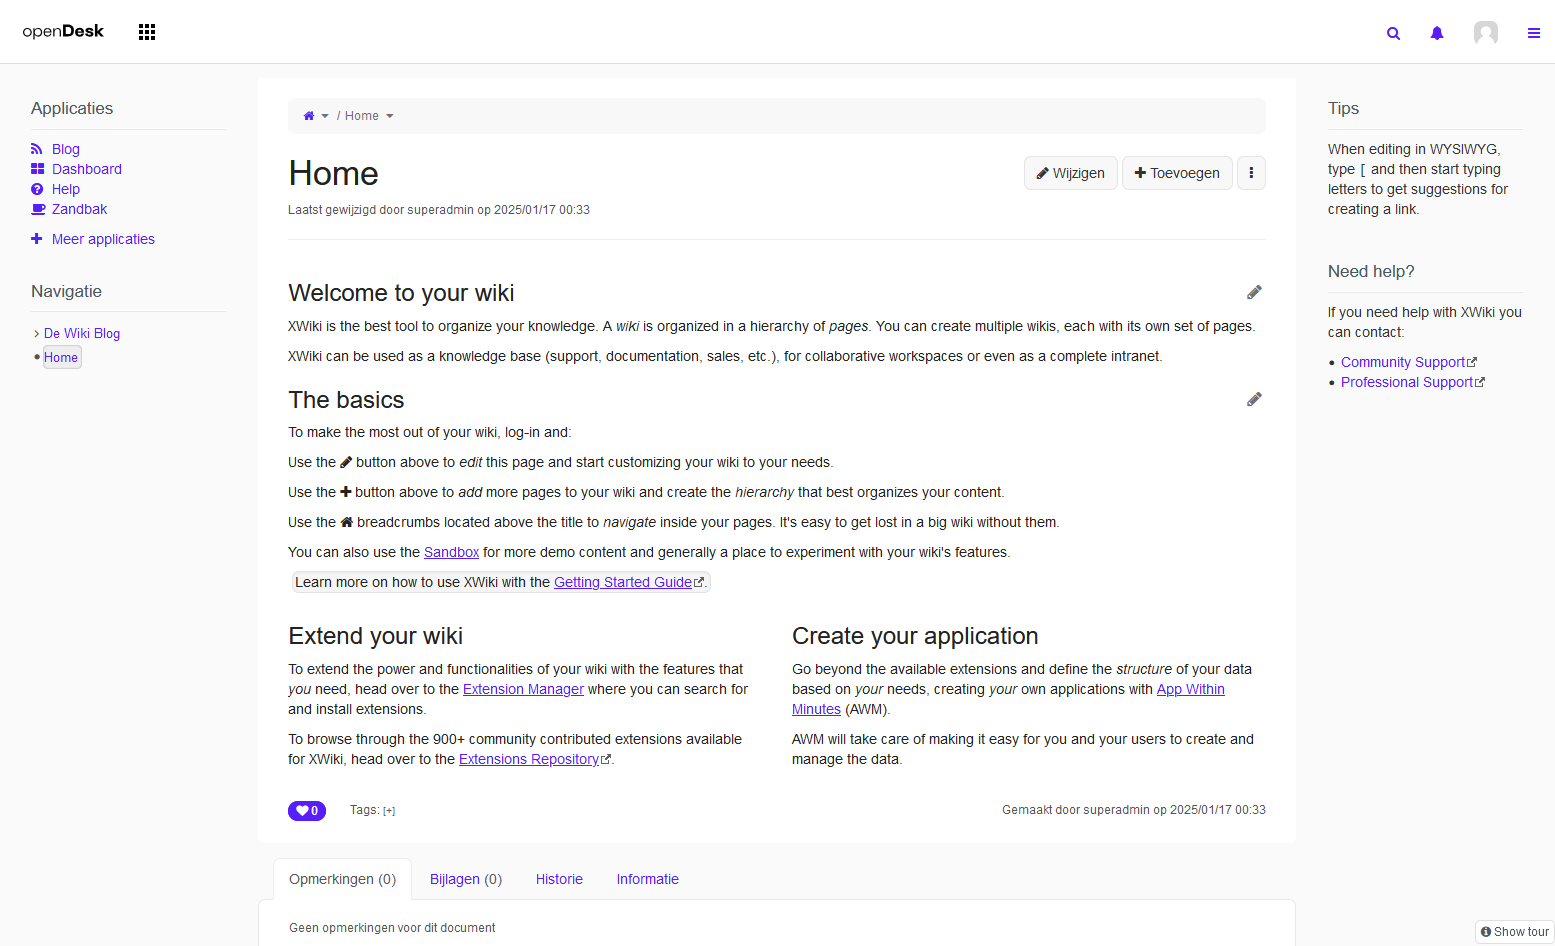 openDesk
Applicaties
Blog
Dashboard
Help
Zandbak
Meer applicaties
Navigatie
De Wiki Blog
Home
/ Home
Home
Wijzigen
Toevoegen
Laatst gewijzigd door superadmin op 2025/01/17 00:33
Welcome to your wiki
XWiki is the best tool to organize your knowledge. A wiki is organized in a hierarchy of pages. You can create multiple wikis, each with its own set of pages.
XWiki can be used as a knowledge base (support, documentation, sales, etc.), for collaborative workspaces or even as a complete intranet.
The basics
To make the most out of your wiki, log-in and:
Use the button above to edit this page and start customizing your wiki to your needs.
Use the button above to add more pages to your wiki and create the hierarchy that best organizes your content.
Use the breadcrumbs located above the title to navigate inside your pages. It's easy to get lost in a big wiki without them.
You can also use the Sandbox for more demo content and generally a place to experiment with your wiki's features.
Learn more on how to use XWiki with the Getting Started Guide.
Extend your wiki
To extend the power and functionalities of your wiki with the features that
you need, head over to the Extension Manager where you can search for
and install extensions.
To browse through the 900+ community contributed extensions available
for XWiki, head over to the Extensions Repository.
Create your application
Go beyond the available extensions and define the structure of your data
based on your needs, creating your own applications with App Within
Minutes (AWM).
AWM will take care of making it easy for you and your users to create and
manage the data.
0
Tags: [+]
Gemaakt door superadmin op 2025/01/17 00:33
Opmerkingen (0)
Bijlagen (0)
Historie
Informatie
Geen opmerkingen voor dit document
Tips
When editing in WYSIWYG,
type [ and then start typing
letters to get suggestions for
creating a link.
Need help?
If you need help with XWiki you
can contact:
Community Support
Professional Support
Show tour